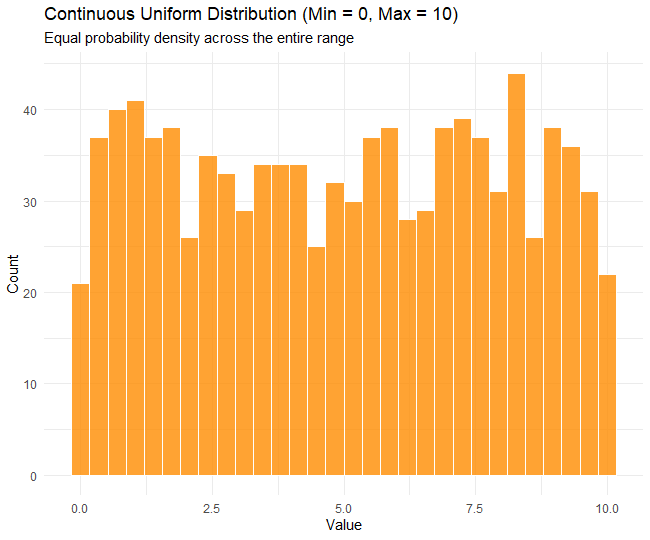 Continuous Uniform Distribution (Min = 0, Max = 10)
Equal probability density across the entire range
Count
40
30
20
10
0
0.0 2.5 5.0 7.5 10.0
Value